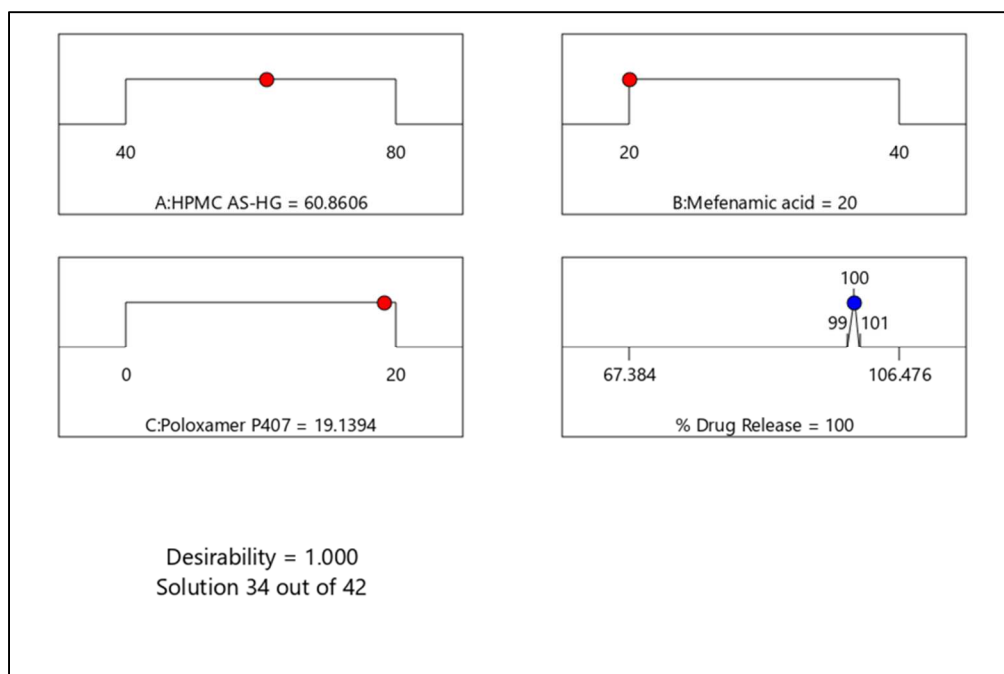 40
80
A:HPMC AS-HG = 60.8606
20
40
B:Mefenamic acid = 20
0
20
C:Poloxamer P407 = 19.1394
100
99
101
67.384
106.476
% Drug Release = 100
Desirability = 1.000
Solution 34 out of 42